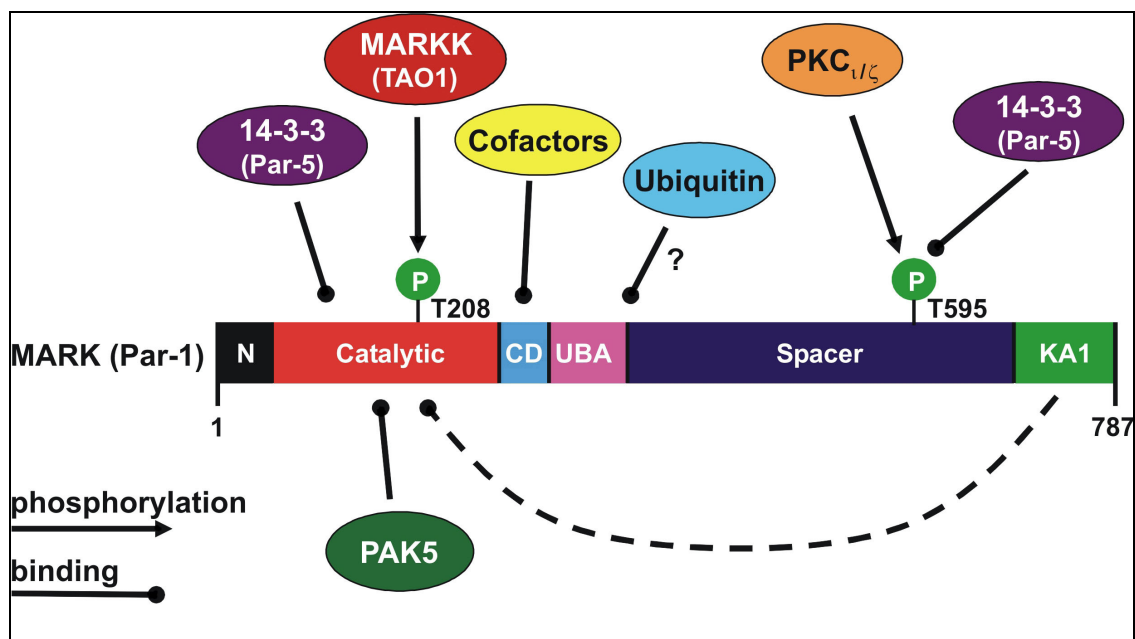 MARKK
(TAO1)
PKCι/ζ
14-3-3
(Par-5)
14-3-3
(Par-5)
Cofactors
Ubiquitin
?
P
T208
P
T595
MARK (Par-1)
N
Catalytic
CD
UBA
Spacer
KA1
1
787
phosphorylation
PAK5
binding